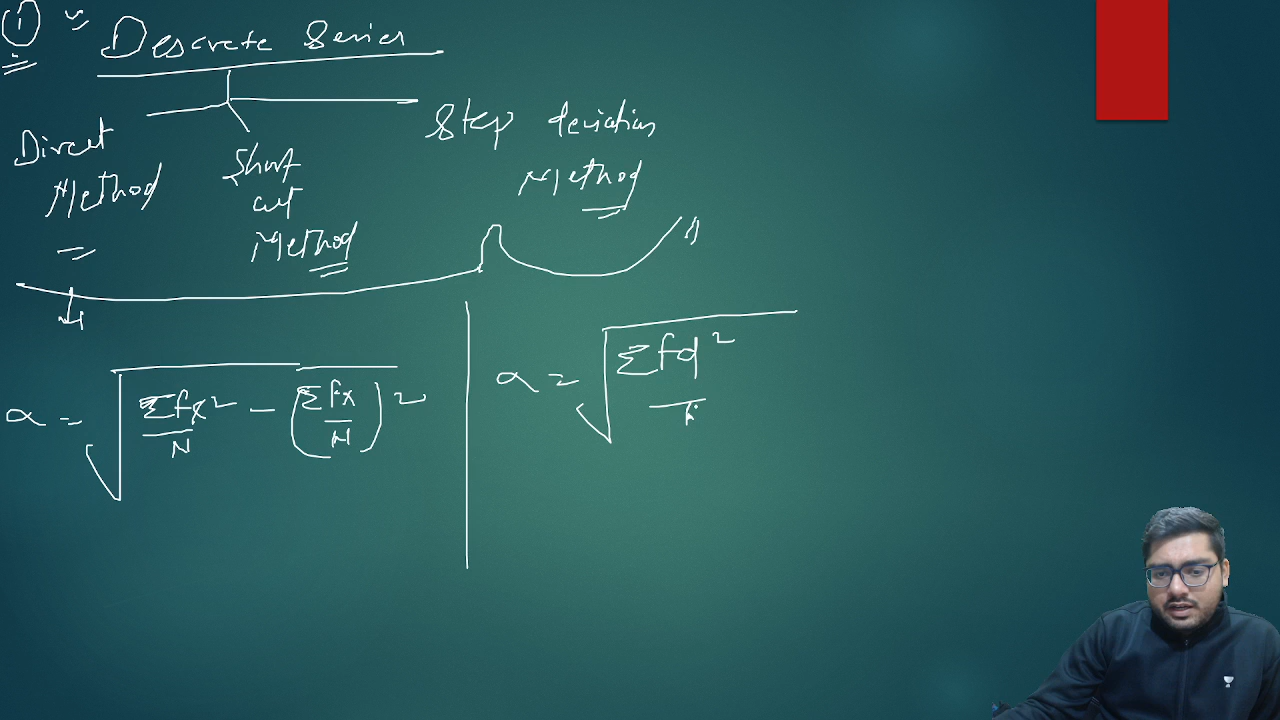 1
Descrete Series
Direct Method
Short cut Method
Step deviation Method
α = √ Σfx²/N - (Σfx/N)²
α = √ Σfd²/